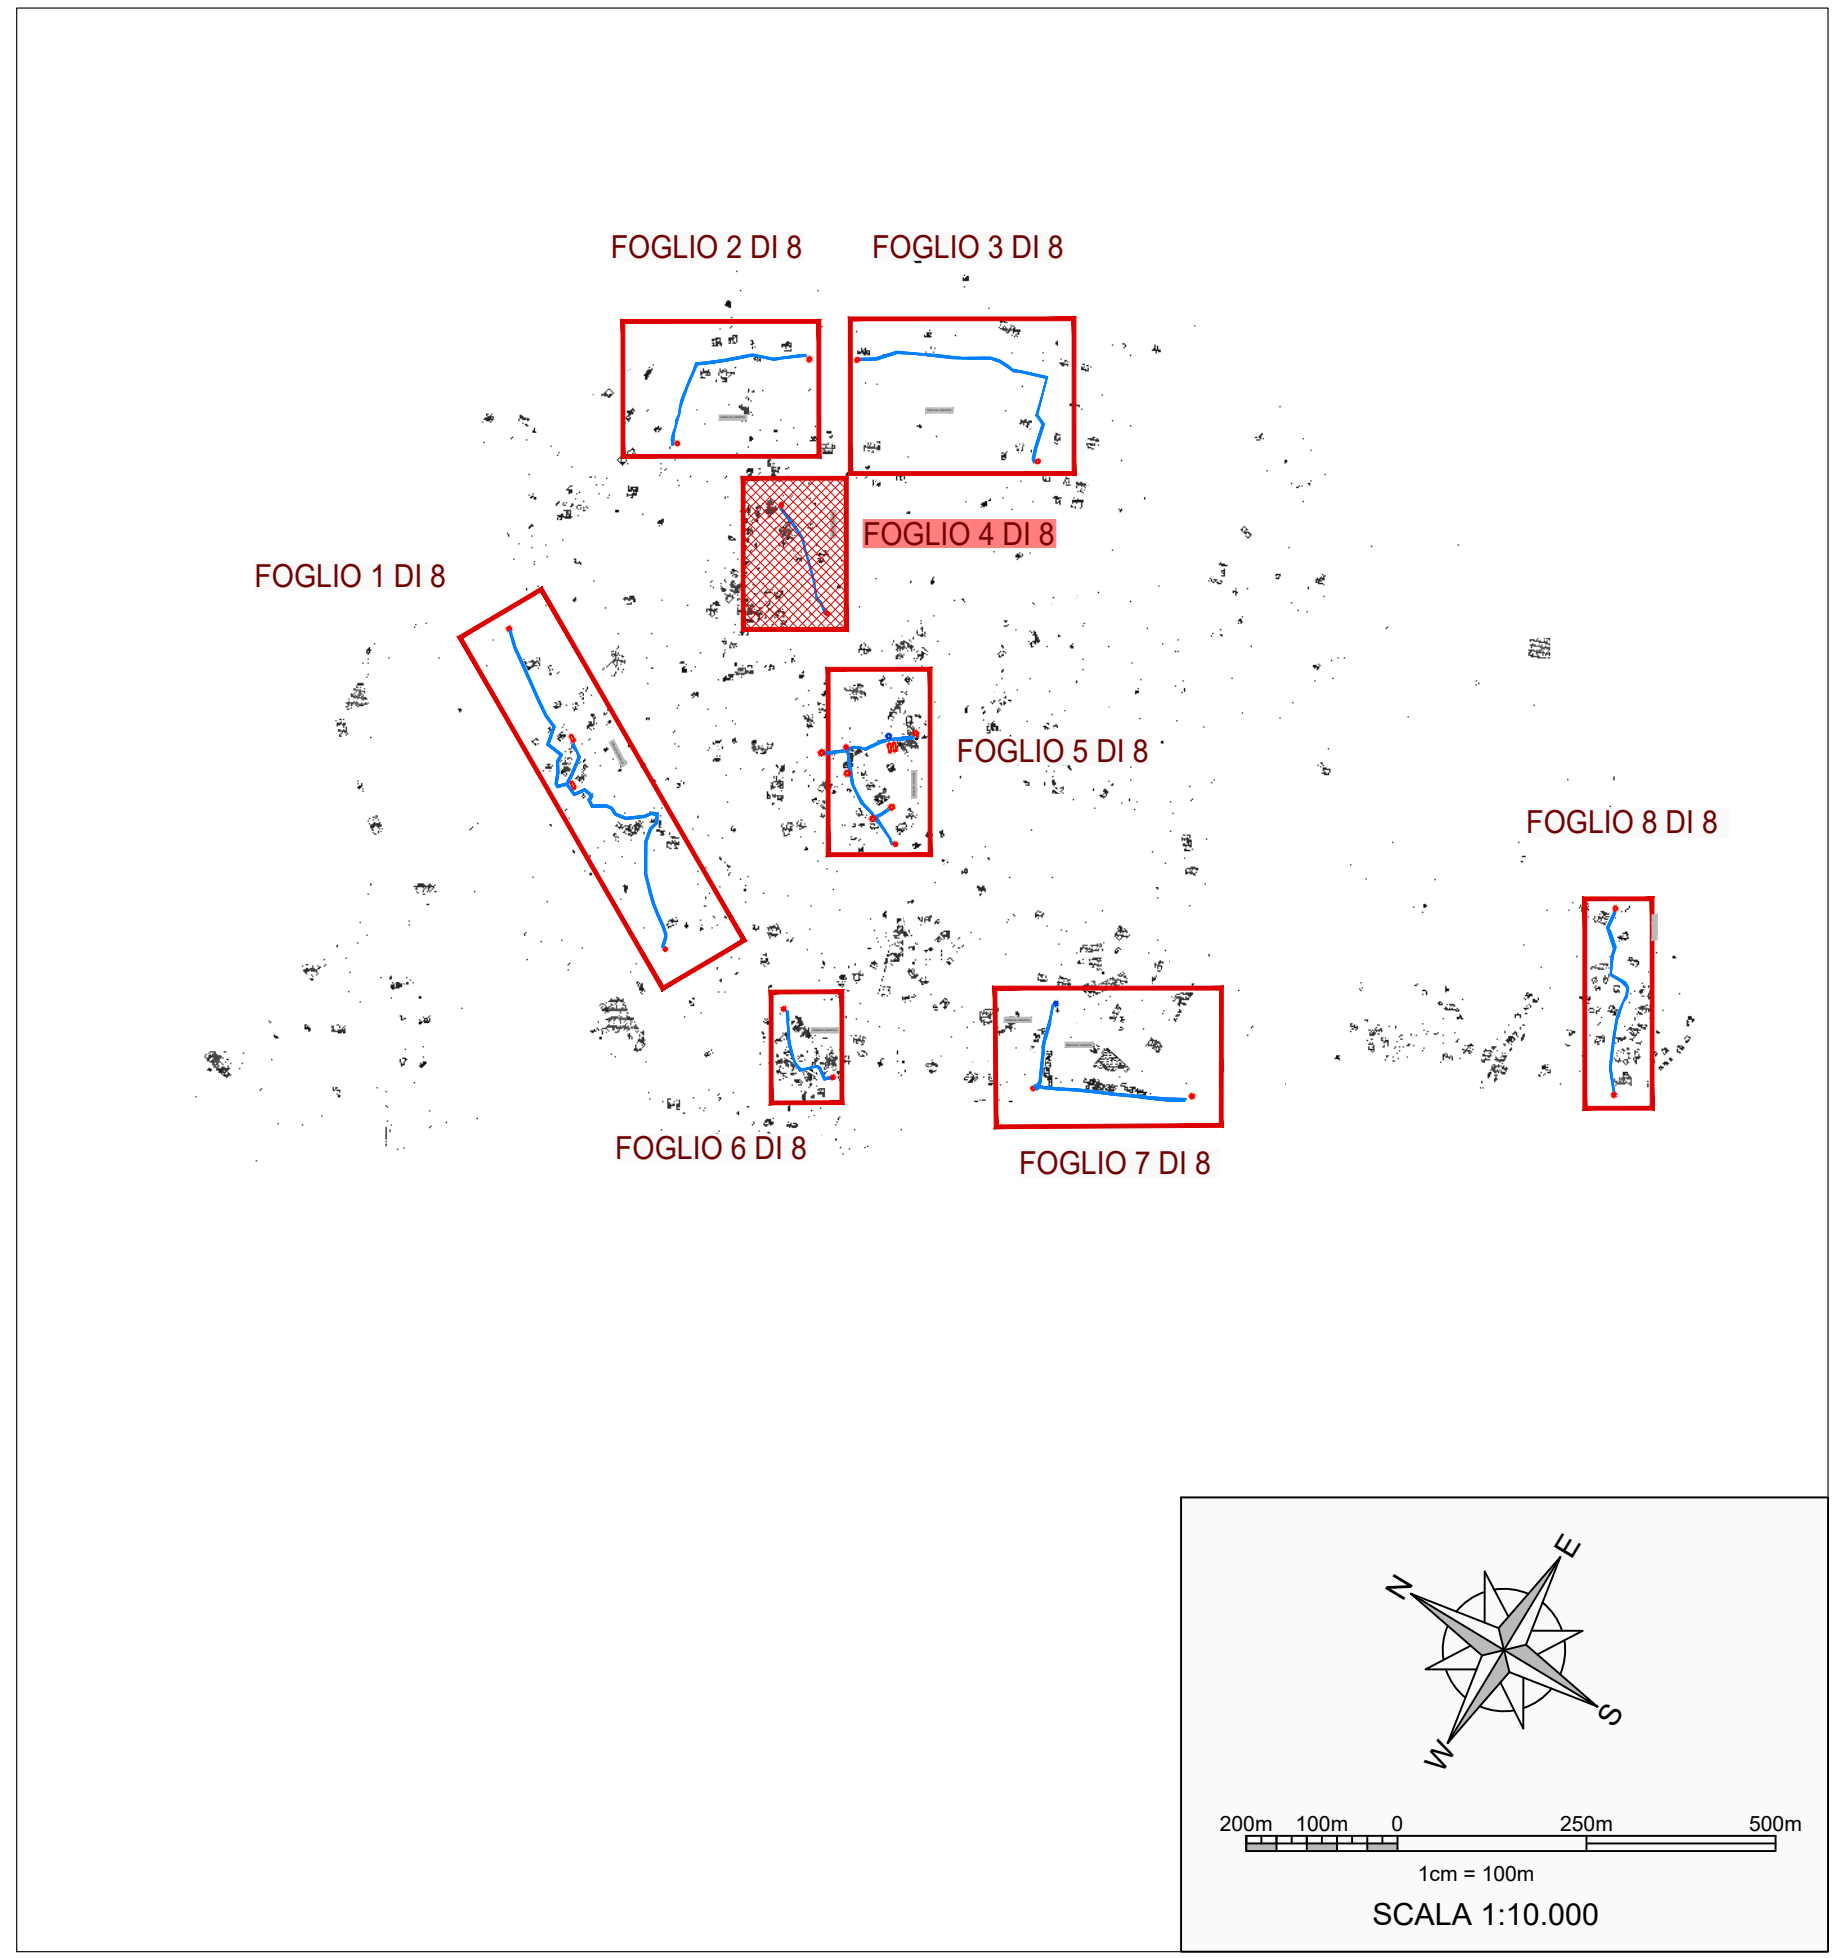 FOGLIO 2 DI 8
FOGLIO 3 DI 8
FOGLIO 4 DI 8
FOGLIO 1 DI 8
FOGLIO 5 DI 8
FOGLIO 8 DI 8
FOGLIO 6 DI 8
FOGLIO 7 DI 8
N
E
S
W
200m 100m 0 250m 500m
1cm = 100m
SCALA 1:10.000